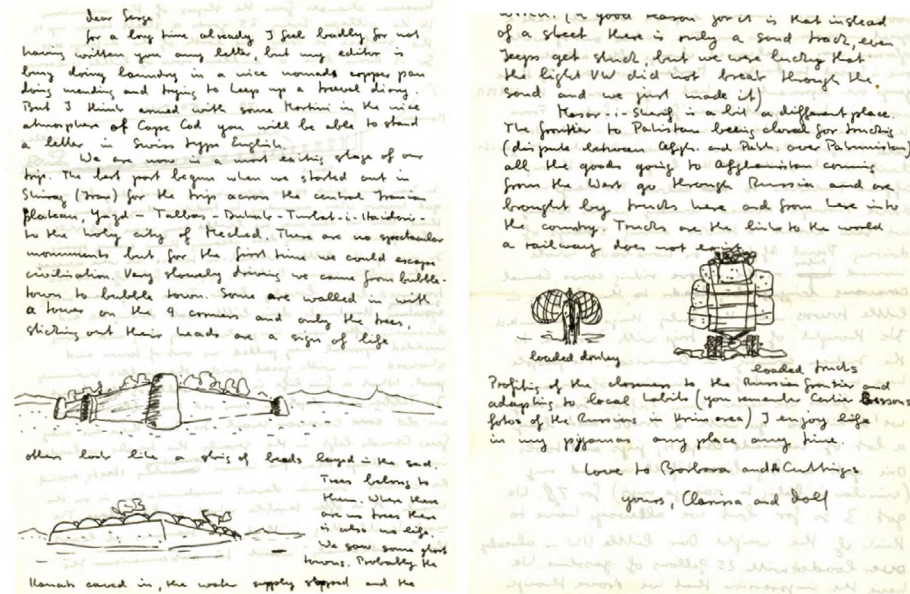 dear Serge
for a long time already I feel badly for not
having written you my letter, but my editor is
busy doing laundry in a nice nomads copper pan
doing mending and trying to keep up a travel diary.
But I think armed with some Martini in the nice
atmosphere of Cape Cod you will be able to stand
a letter in Swiss type English.
We are now in a most exiting stage of our
trip. The last part begun when we started out in
Shiraz (Iran) for the trips across the central Iranian
plateau, Yazd - Tabbas - - Turbat-i-Haidari-
to the holy city of Meched. There are no spectacular
monuments but for the first time we could escape
civilisation. Very slowely driving we came from bubble-
town to bubble town. Some are walled in with
a tower on the 4 corners and only the trees,
sticking out their heads are a sign of life
others look like a string of beads layed in the sand.
Trees belong to
them. Where there
are no trees there
is also no life.
We saw some ghost
towns. Probably the
Kanats caved in, the water supply stopped and the
which. (A good reason for it is that instead
of a street there is only a sand track, even
Jeeps get stuck, but we were lucky that
the light VW did not break through the
sand and we just made it)
Masar-i-Sherif is a bit a different place.
The frontier to Pakistan being closed for trucking
(dispute between Afgh. and Pak. over Paktunistan)
all the goods going to Afghanistan coming
from the West go through Russia and are
brought by trucks here and from here into
the country. Trucks are the link to the world
a railway does not exist
loaded donkey
loaded trucks
Profiting of the closeness to the Russian frontier and
adapting to local habits (you remember Cartier Bressons
fotos of the Russians in their area) I enjoy life
in my pyjamas any place any time.
Love to Barbara and Cuttings
yours, Clarissa and Dolf